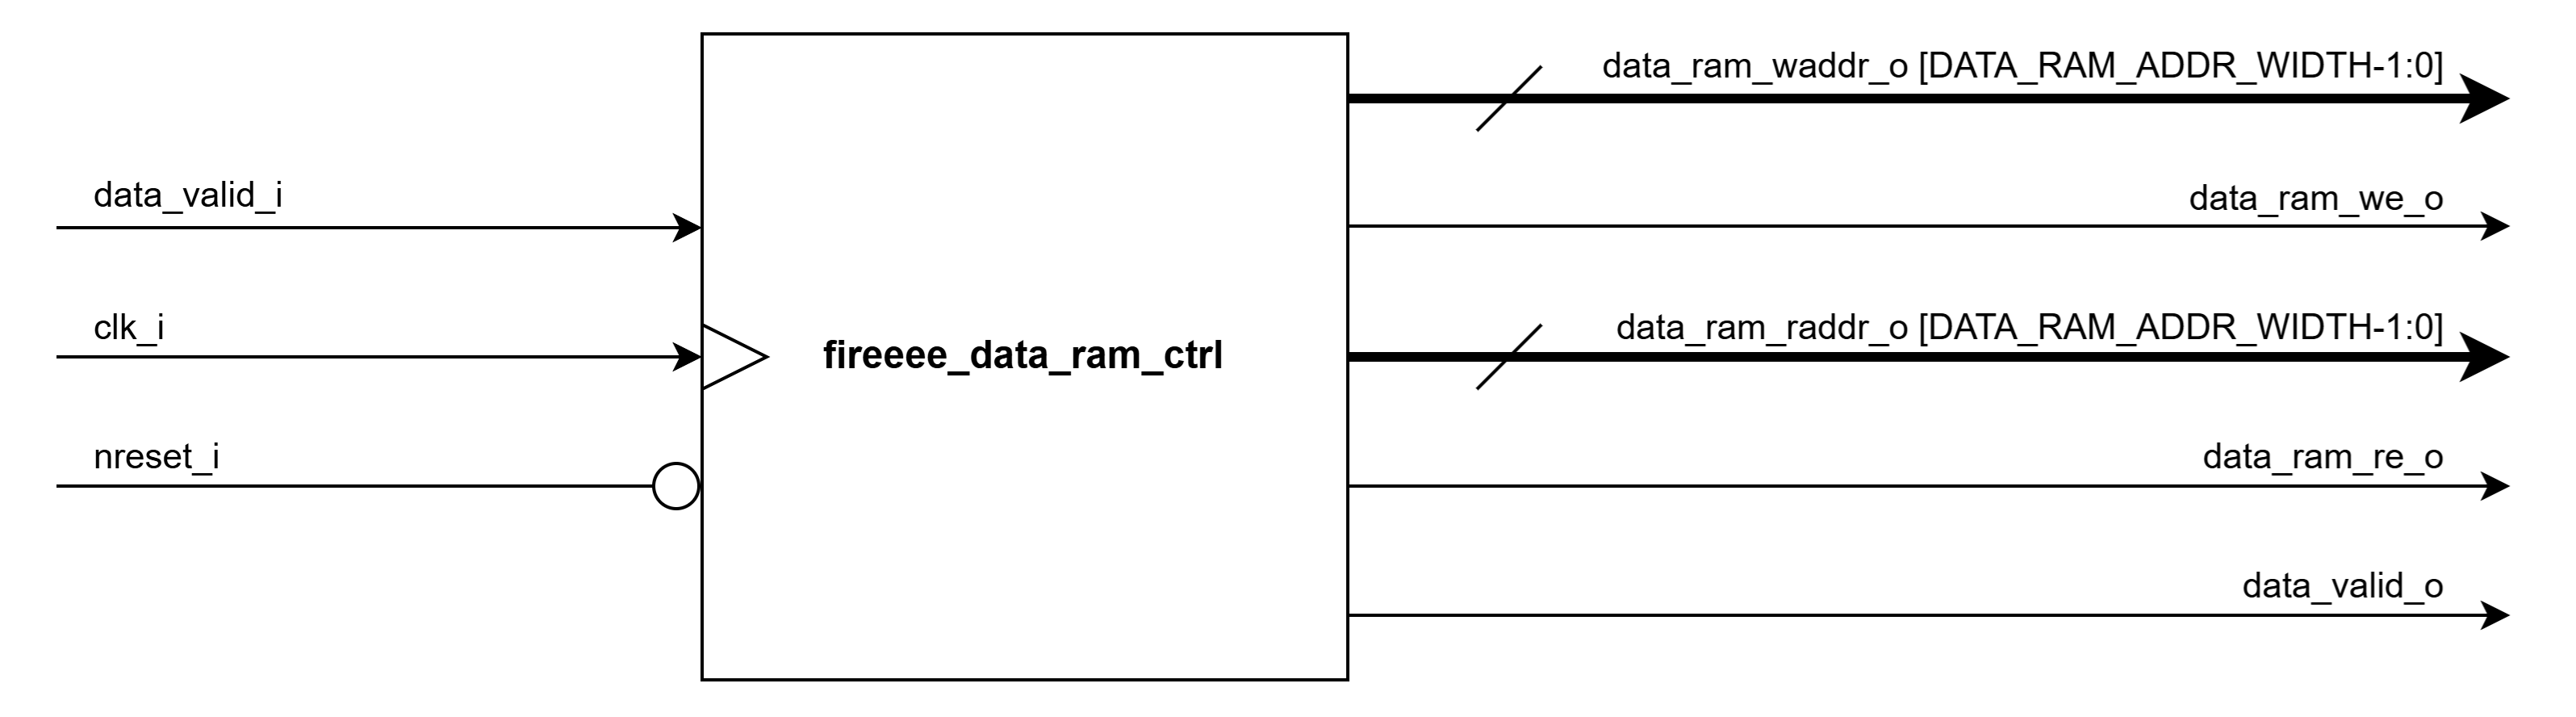 data_valid_i
clk_i
nreset_i
fireeee_data_ram_ctrl
data_ram_waddr_o [DATA_RAM_ADDR_WIDTH-1:0]
data_ram_we_o
data_ram_raddr_o [DATA_RAM_ADDR_WIDTH-1:0]
data_ram_re_o
data_valid_o